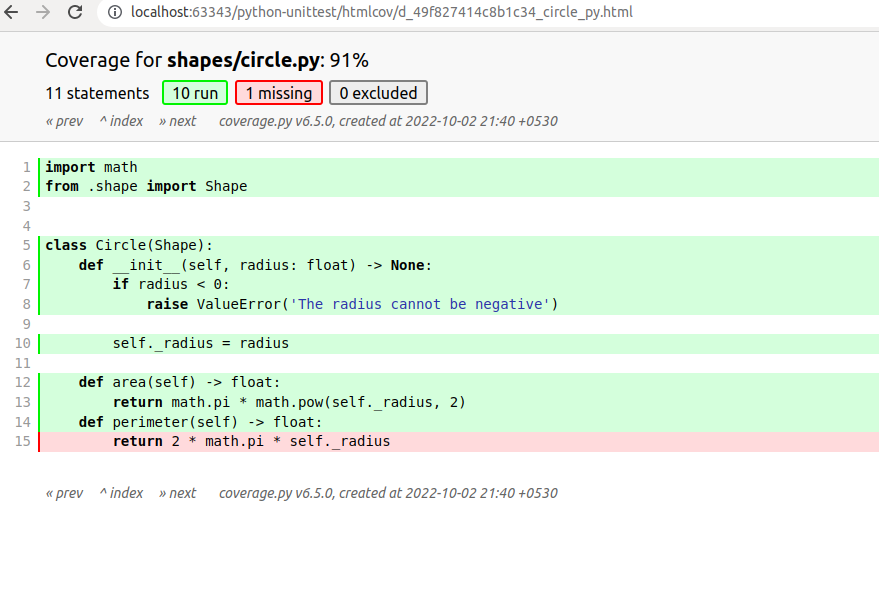 localhost:63343/python-unittest/htmlcov/d_49f827414c8b1c34_circle_py.html
Coverage for shapes/circle.py: 91%
11 statements 10 run 1 missing 0 excluded
« prev ^ index » next coverage.py v6.5.0, created at 2022-10-02 21:40 +0530
1 import math
2 from .shape import Shape
3
4
5 class Circle(Shape):
6     def __init__(self, radius: float) -> None:
7         if radius < 0:
8             raise ValueError('The radius cannot be negative')
9
10         self._radius = radius
11
12     def area(self) -> float:
13         return math.pi * math.pow(self._radius, 2)
14     def perimeter(self) -> float:
15         return 2 * math.pi * self._radius
« prev ^ index » next coverage.py v6.5.0, created at 2022-10-02 21:40 +0530